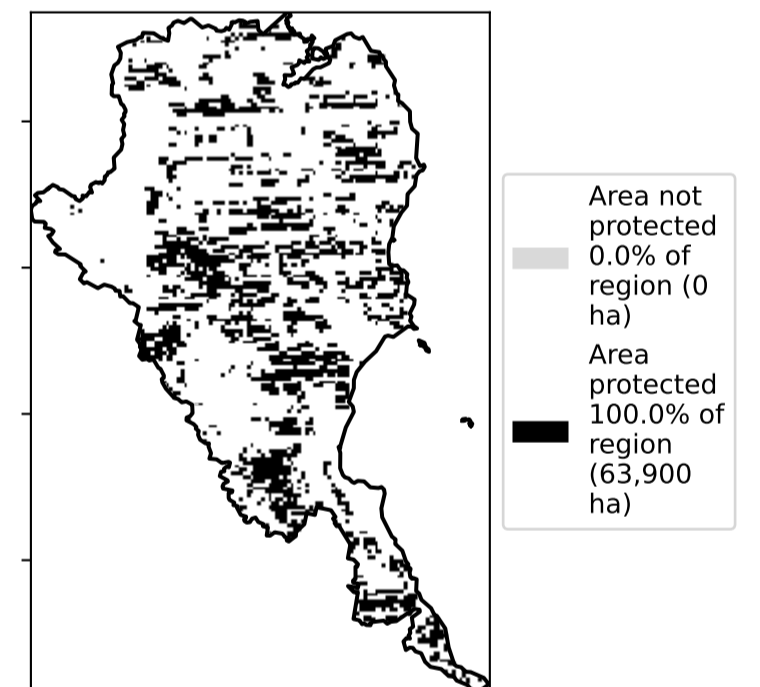 Area not
protected
0.0% of
region (0
ha)
Area
protected
100.0% of
region
(63,900
ha)